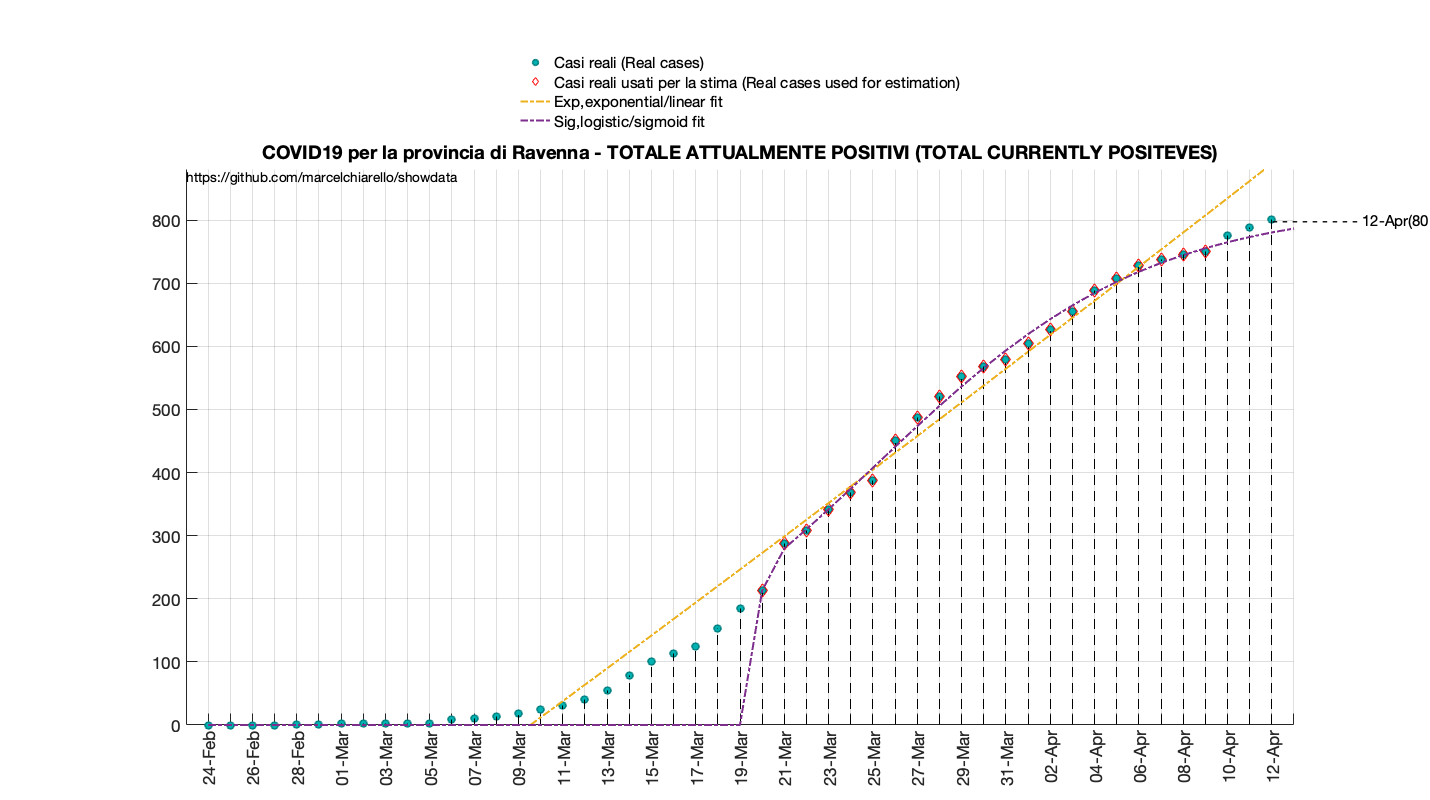 Casi reali (Real cases)
Casi reali usati per la stima (Real cases used for estimation)
Exp,exponential/linear fit
Sig,logistic/sigmoid fit
COVID19 per la provincia di Ravenna - TOTALE ATTUALMENTE POSITIVI (TOTAL CURRENTLY POSITEVES)
https://github.com/marcelchiarello/showdata
800
700
600
500
400
300
200
100
0
12-Apr(80
24-Feb
26-Feb
28-Feb
01-Mar
03-Mar
05-Mar
07-Mar
09-Mar
11-Mar
13-Mar
15-Mar
17-Mar
19-Mar
21-Mar
23-Mar
25-Mar
27-Mar
29-Mar
31-Mar
02-Apr
04-Apr
06-Apr
08-Apr
10-Apr
12-Apr